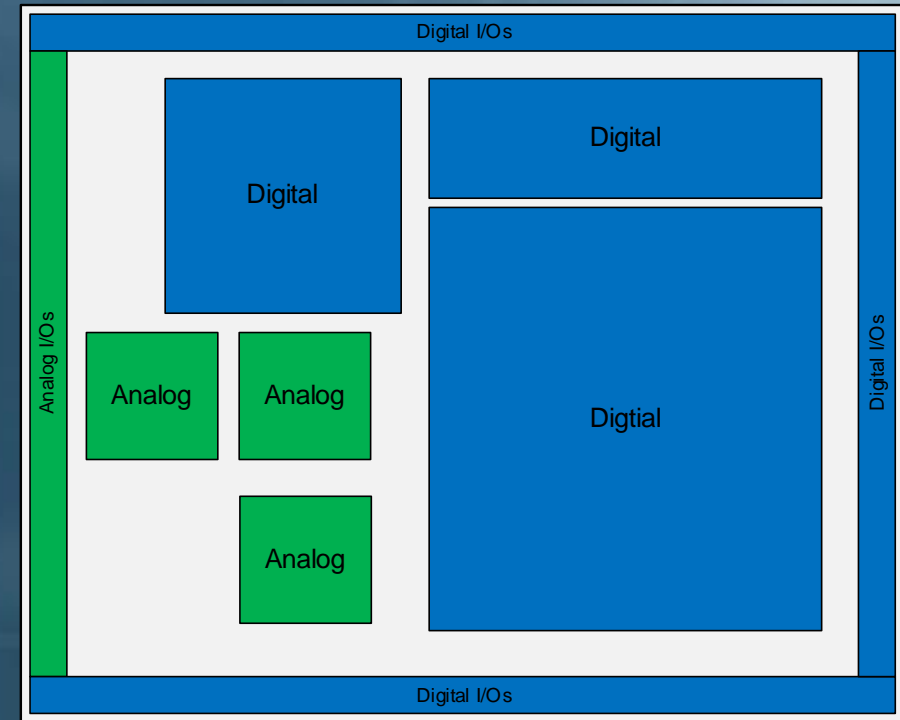 Digital I/Os
Digital
Digital
Analog I/Os
Digital I/Os
Analog
Analog
Digtial
Analog
Digital I/Os